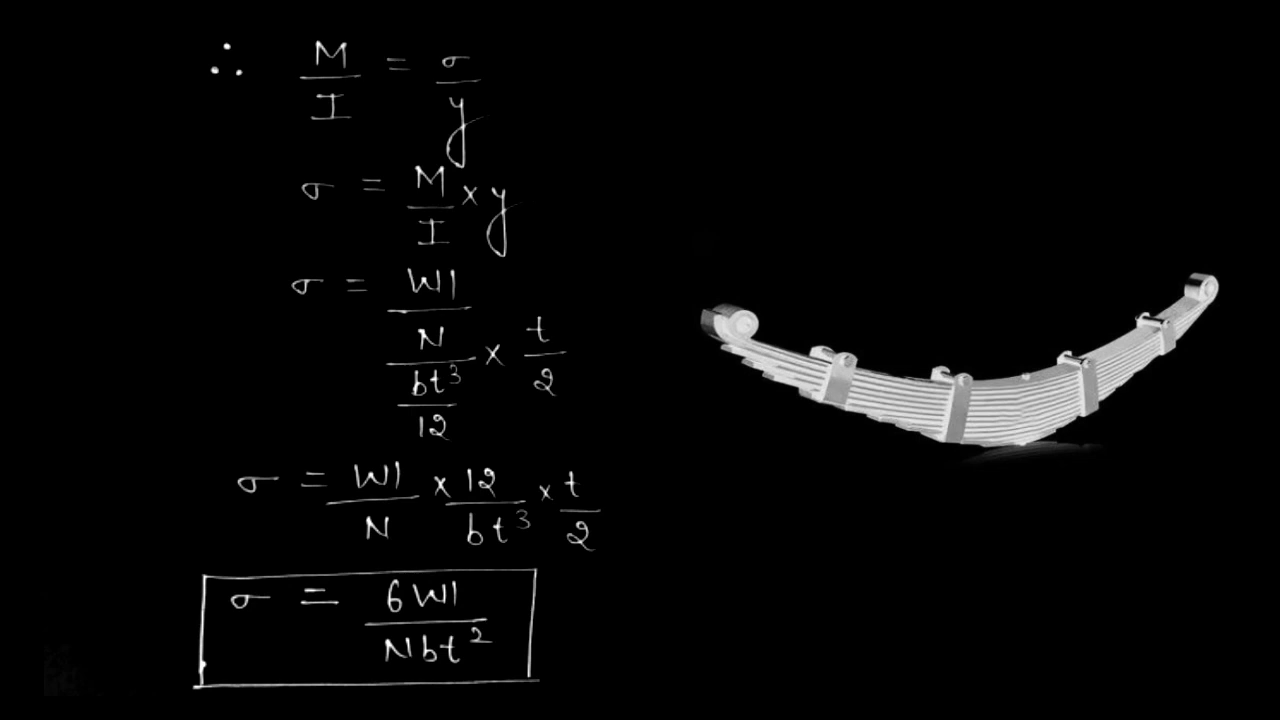 ∴ M/I = σ/y
σ = M/I × y
σ = (Wl/N)/(bt³/12) × t/2
σ = Wl/N × 12/bt³ × t/2
σ = 6Wl/Nbt²